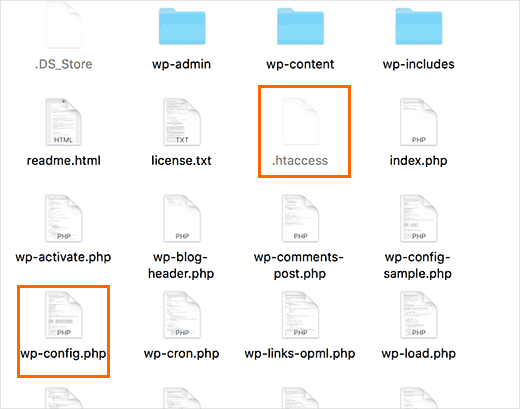 .DS_Store wp-admin wp-content wp-includes
HTML TXT PHP
readme.html license.txt .htaccess index.php
PHP PHP PHP PHP
wp-activate.php wp-blog-header.php wp-comments-post.php wp-config-sample.php
PHP PHP PHP PHP
wp-config.php wp-cron.php wp-links-opml.php wp-load.php